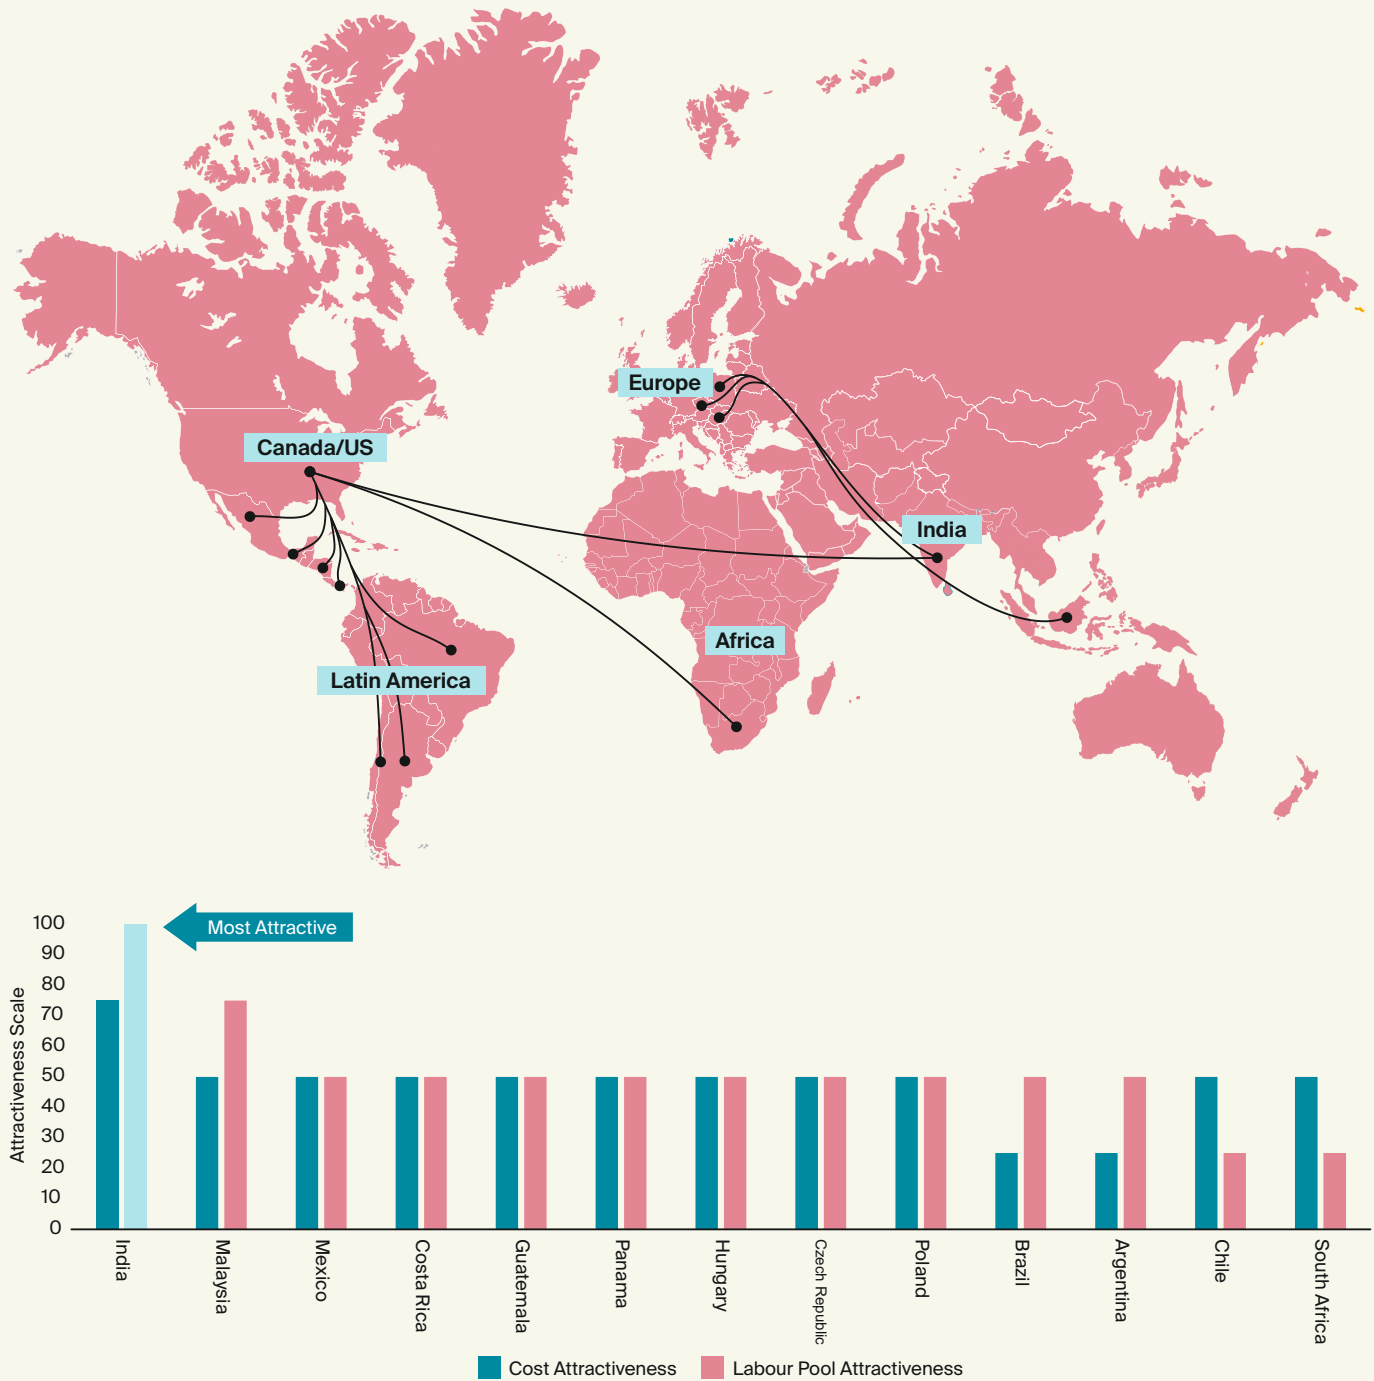 Europe
Canada/US
India
Africa
Latin America
Most Attractive
Attractiveness Scale
100
90
80
70
60
50
40
30
20
10
0
India
Malaysia
Mexico
Costa Rica
Guatemala
Panama
Hungary
Czech Republic
Poland
Brazil
Argentina
Chile
South Africa
Cost Attractiveness
Labour Pool Attractiveness